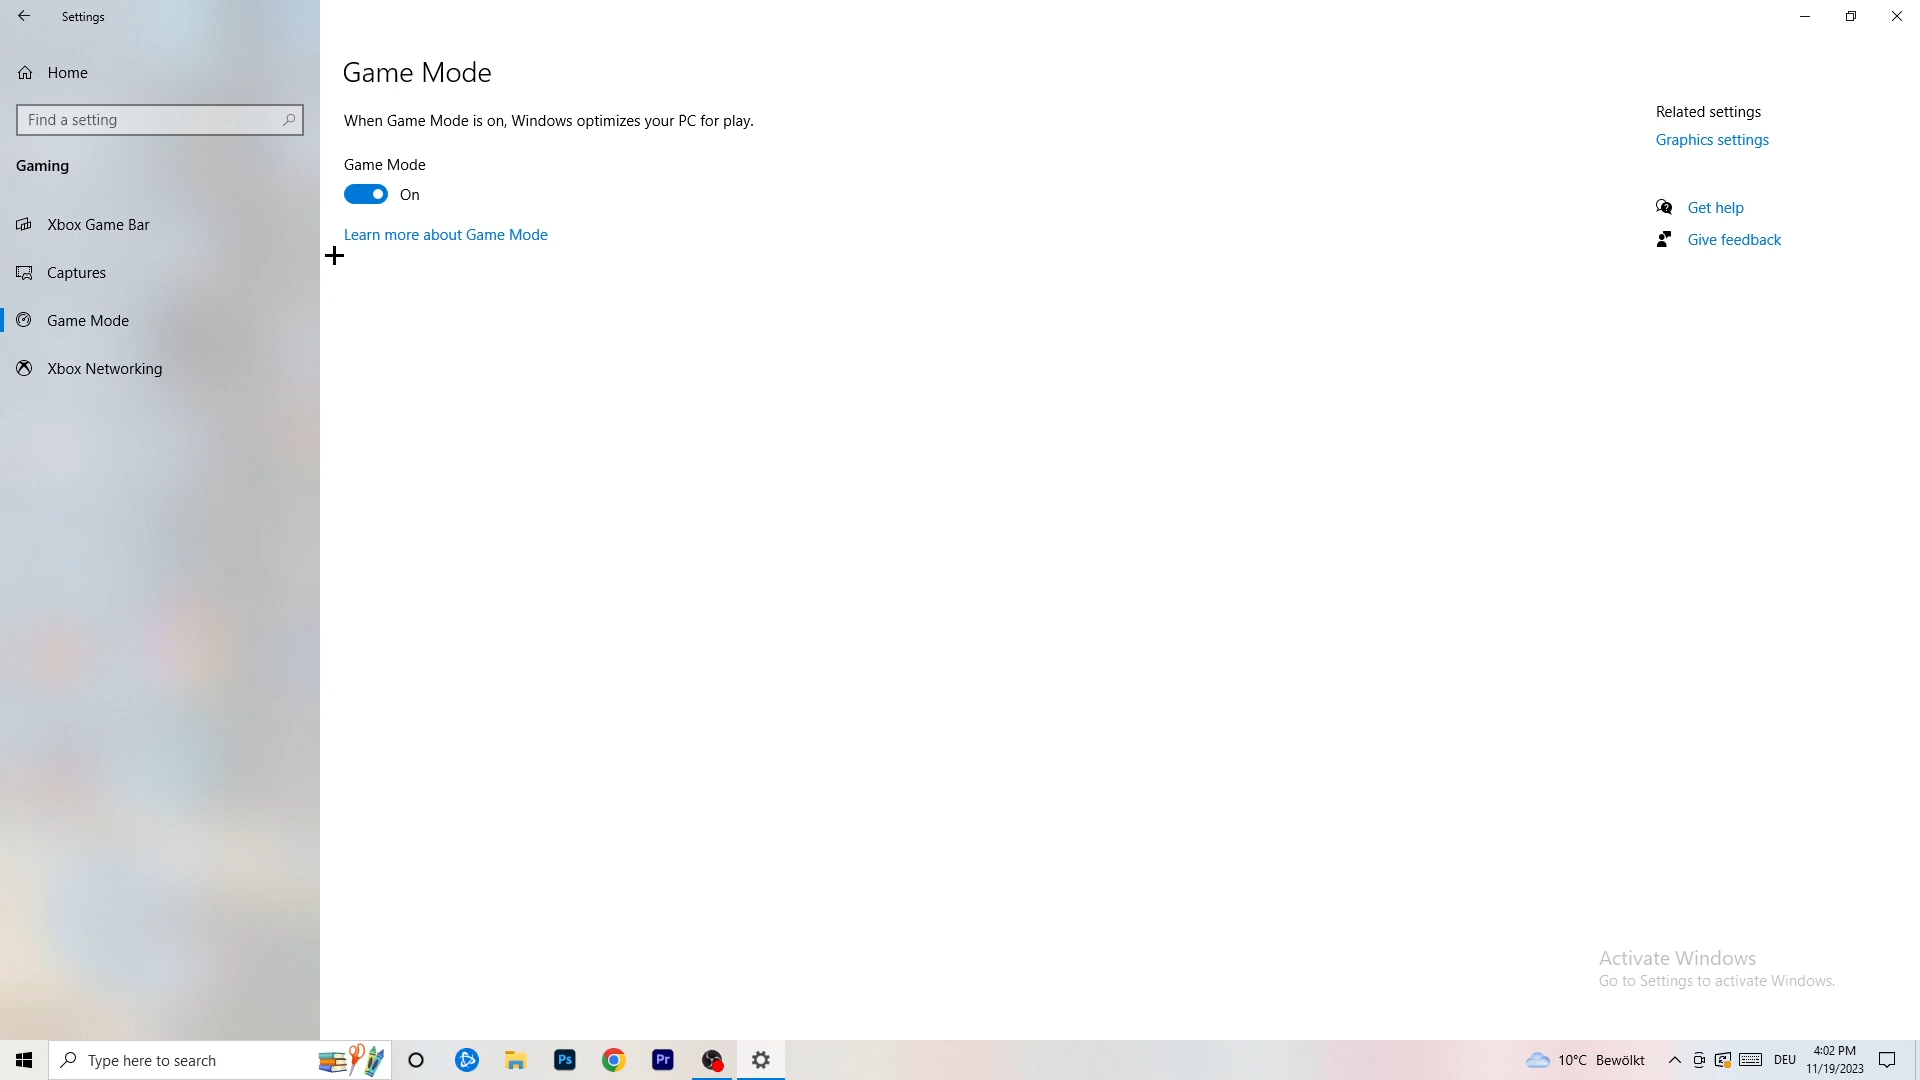 Settings
Home
Find a setting
Gaming
Xbox Game Bar
Captures
Game Mode
Xbox Networking
Game Mode
When Game Mode is on, Windows optimizes your PC for play.
Game Mode
On
Learn more about Game Mode
Related settings
Graphics settings
Get help
Give feedback
Activate Windows
Go to Settings to activate Windows.
Type here to search
Ps
Pr
10°C Bewölkt
DEU
4:02 PM
11/19/2023